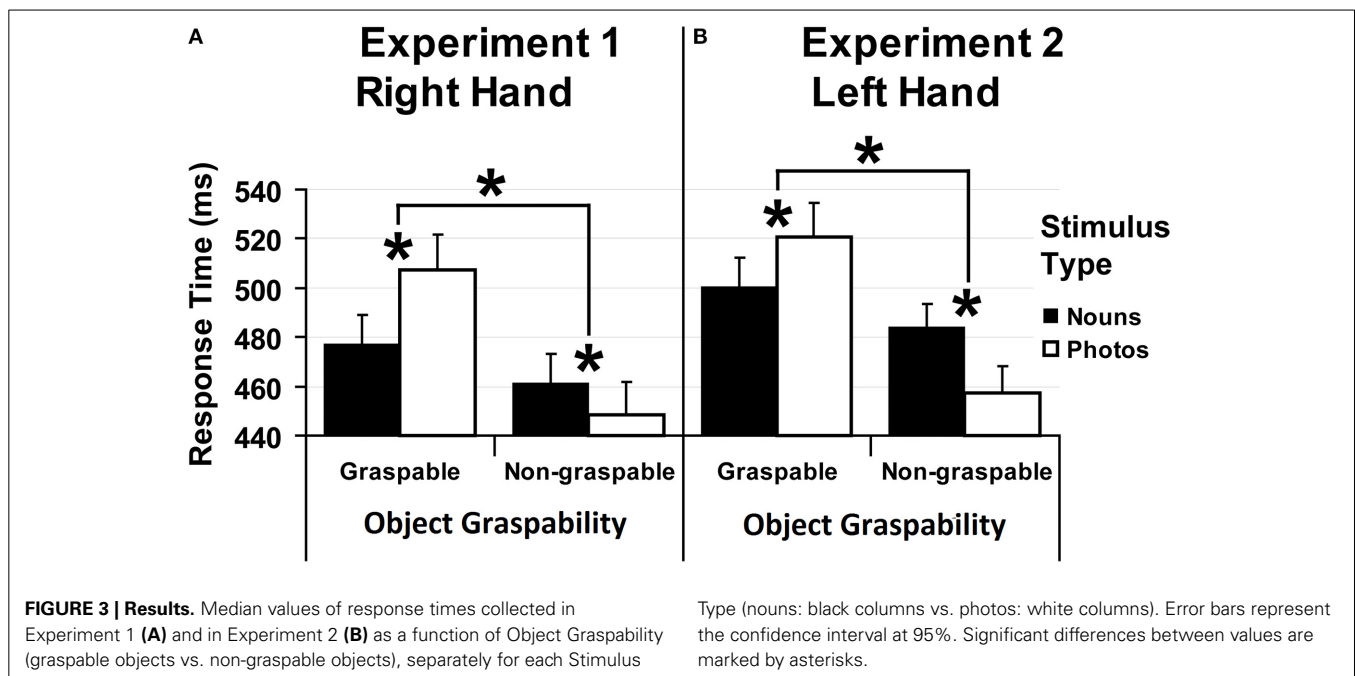 A
Experiment 1
Right Hand
B
Experiment 2
Left Hand
Response Time (ms)
540
520
500
480
460
440
*
*
*
*
*
*
Graspable
Non-graspable
Object Graspability
Graspable
Non-graspable
Object Graspability
Stimulus
Type
Nouns
Photos
FIGURE 3 | Results. Median values of response times collected in
Experiment 1 (A) and in Experiment 2 (B) as a function of Object Graspability
(graspable objects vs. non-graspable objects), separately for each Stimulus
Type (nouns: black columns vs. photos: white columns). Error bars represent
the confidence interval at 95%. Significant differences between values are
marked by asterisks.